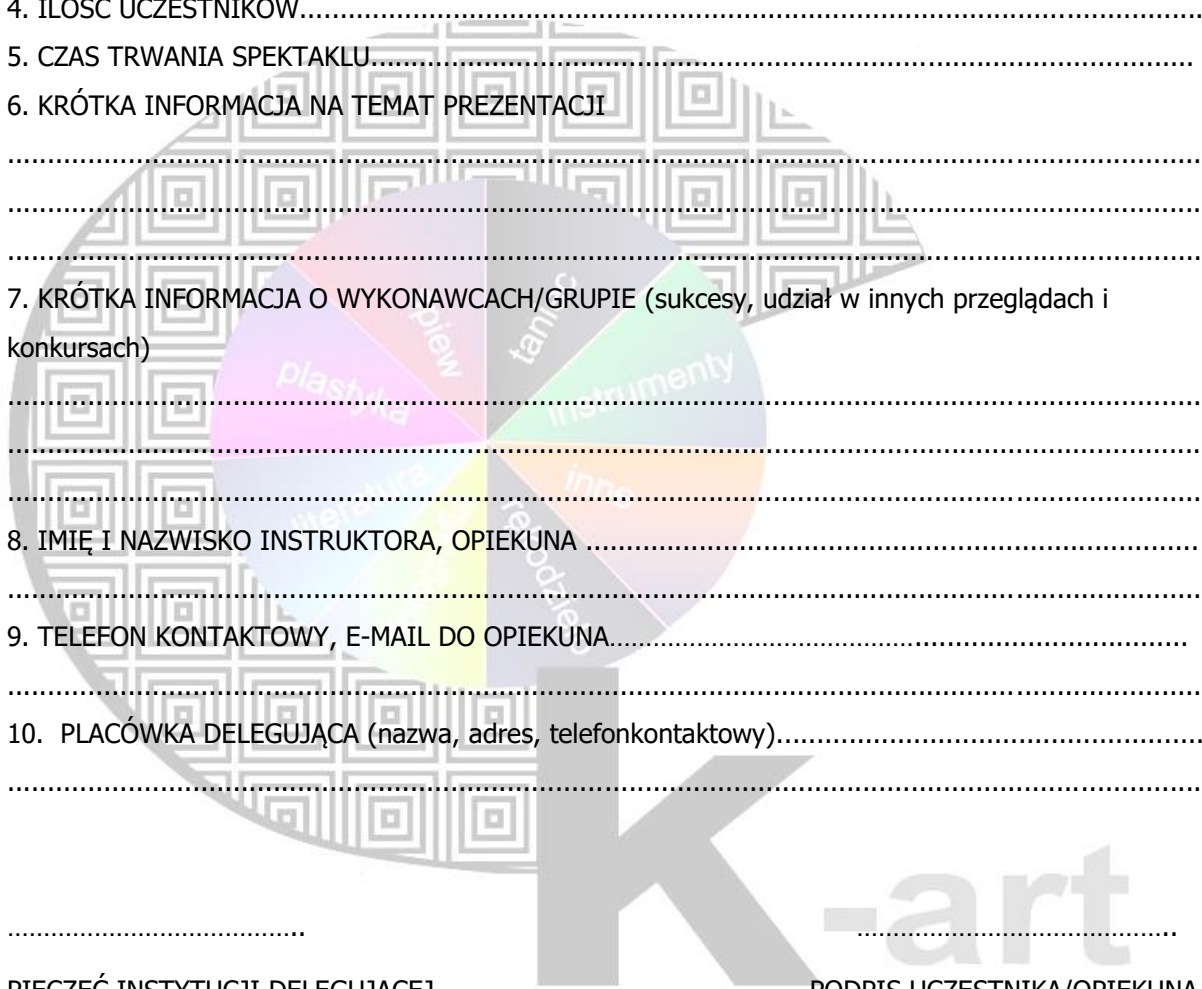 4. ILOŚĆ UCZESTNIKÓW..................................................................................................................
5. CZAS TRWANIA SPEKTAKLU.......................................................................................................
6. KRÓTKA INFORMACJA NA TEMAT PREZENTACJI
......................................................................................................................................................
......................................................................................................................................................
......................................................................................................................................................
7. KRÓTKA INFORMACJA O WYKONAWCACH/GRUPIE (sukcesy, udział w innych przeglądach i
konkursach)
......................................................................................................................................................
......................................................................................................................................................
......................................................................................................................................................
8. IMIĘ I NAZWISKO INSTRUKTORA, OPIEKUNA ............................................................................
......................................................................................................................................................
9. TELEFON KONTAKTOWY, E-MAIL DO OPIEKUNA........................................................................
......................................................................................................................................................
10. PLACÓWKA DELEGUJĄCA (nazwa, adres, telefonkontaktowy).....................................................
......................................................................................................................................................
..................................... .........................................
PIECZĘĆ INSTYTUCJI DELEGUJĄCEJ PODPIS UCZESTNIKA/OPIEKUNA
taniec
instrumenty
inne
literatura
plastyka
K-art